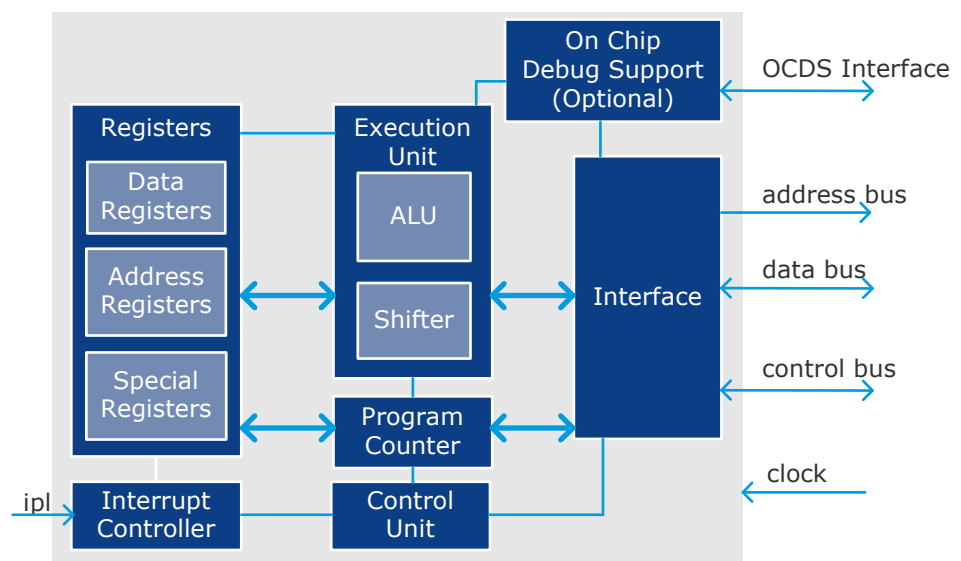 On Chip
Debug Support
(Optional)
OCDS Interface
Registers
Execution
Unit
Data
Registers
ALU
address bus
Address
Registers
data bus
Interface
Shifter
Special
Registers
control bus
Program
Counter
clock
ipl
Interrupt
Controller
Control
Unit